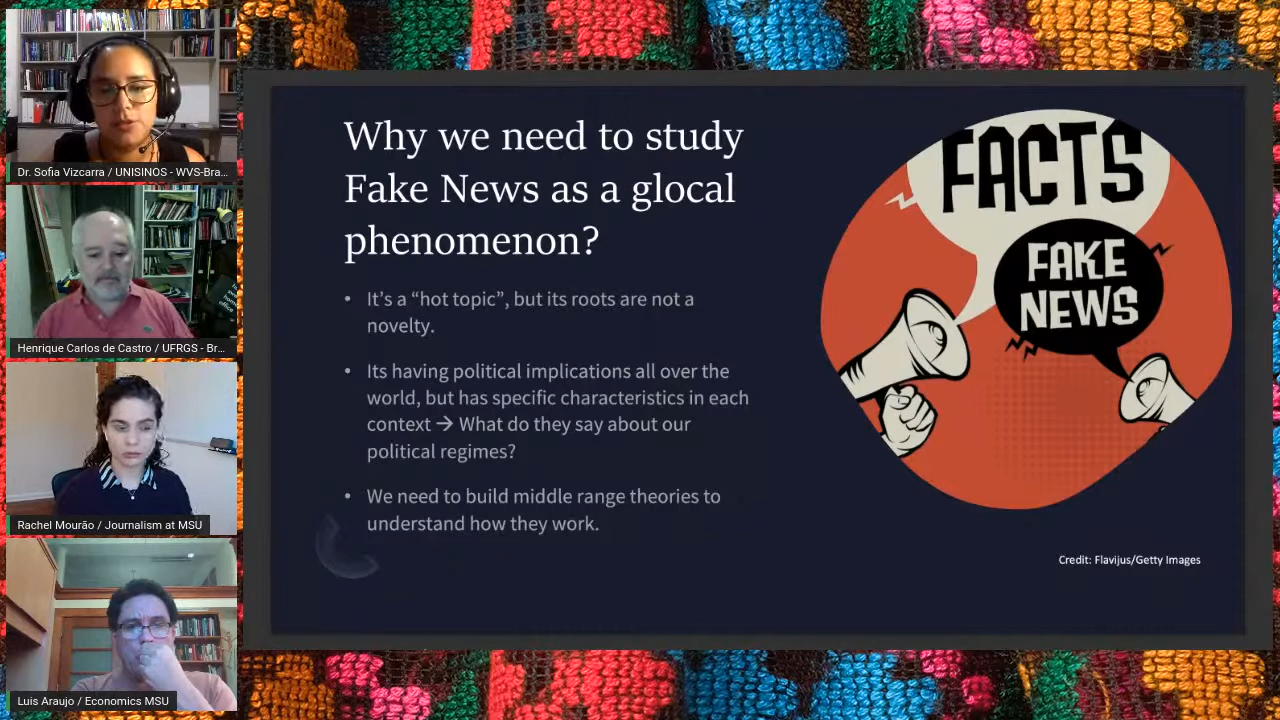 Dr. Sofia Vizcarra / UNISINOS - WVS-Bra...
Henrique Carlos de Castro / UFRGS - Br...
Rachel Mourão / Journalism at MSU
Luis Araujo / Economics MSU
Why we need to study
Fake News as a glocal
phenomenon?
• It’s a “hot topic”, but its roots are not a
novelty.
• Its having political implications all over the
world, but has specific characteristics in each
context → What do they say about our
political regimes?
• We need to build middle range theories to
understand how they work.
FACTS
FAKE
NEWS
Credit: Flavijus/Getty Images